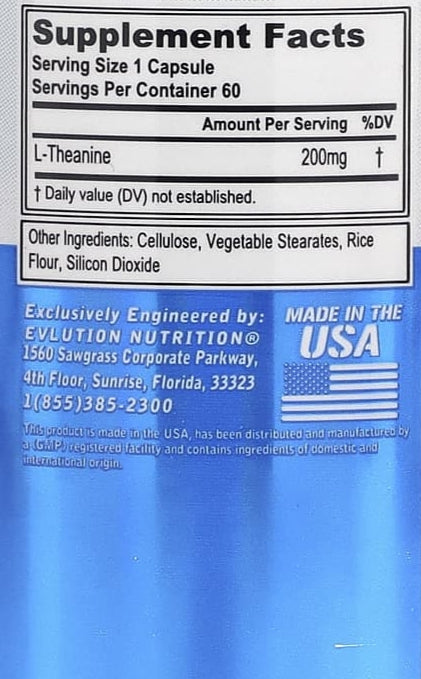 Supplement Facts
Serving Size 1 Capsule
Servings Per Container 60
Amount Per Serving %DV
L-Theanine 200mg †
† Daily value (DV) not established.
Other Ingredients: Cellulose, Vegetable Stearates, Rice
Flour, Silicon Dioxide
Exclusively Engineered by:
EVLUTION NUTRITION®
1560 Sawgrass Corporate Parkway,
4th Floor, Sunrise, Florida, 33323
1(855)385-2300
MADE IN THE
USA
This product is made in the USA, has been distributed and manufactured by
a (GMP) registered facility and contains ingredients of domestic and
international origin.